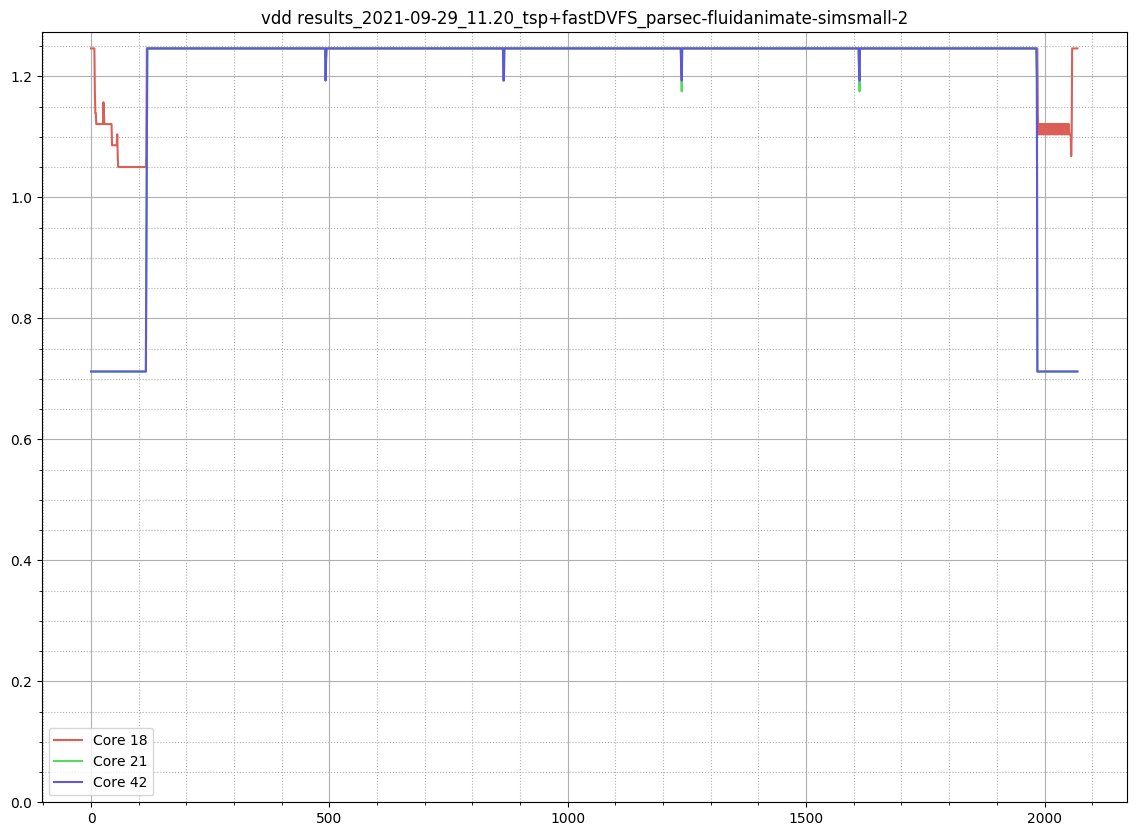 vdd results_2021-09-29_11.20_tsp+fastDVFS_parsec-fluidanimate-simsmall-2
1.2
1.0
0.8
0.6
0.4
0.2
0.0
Core 18
Core 21
Core 42
0 500 1000 1500 2000